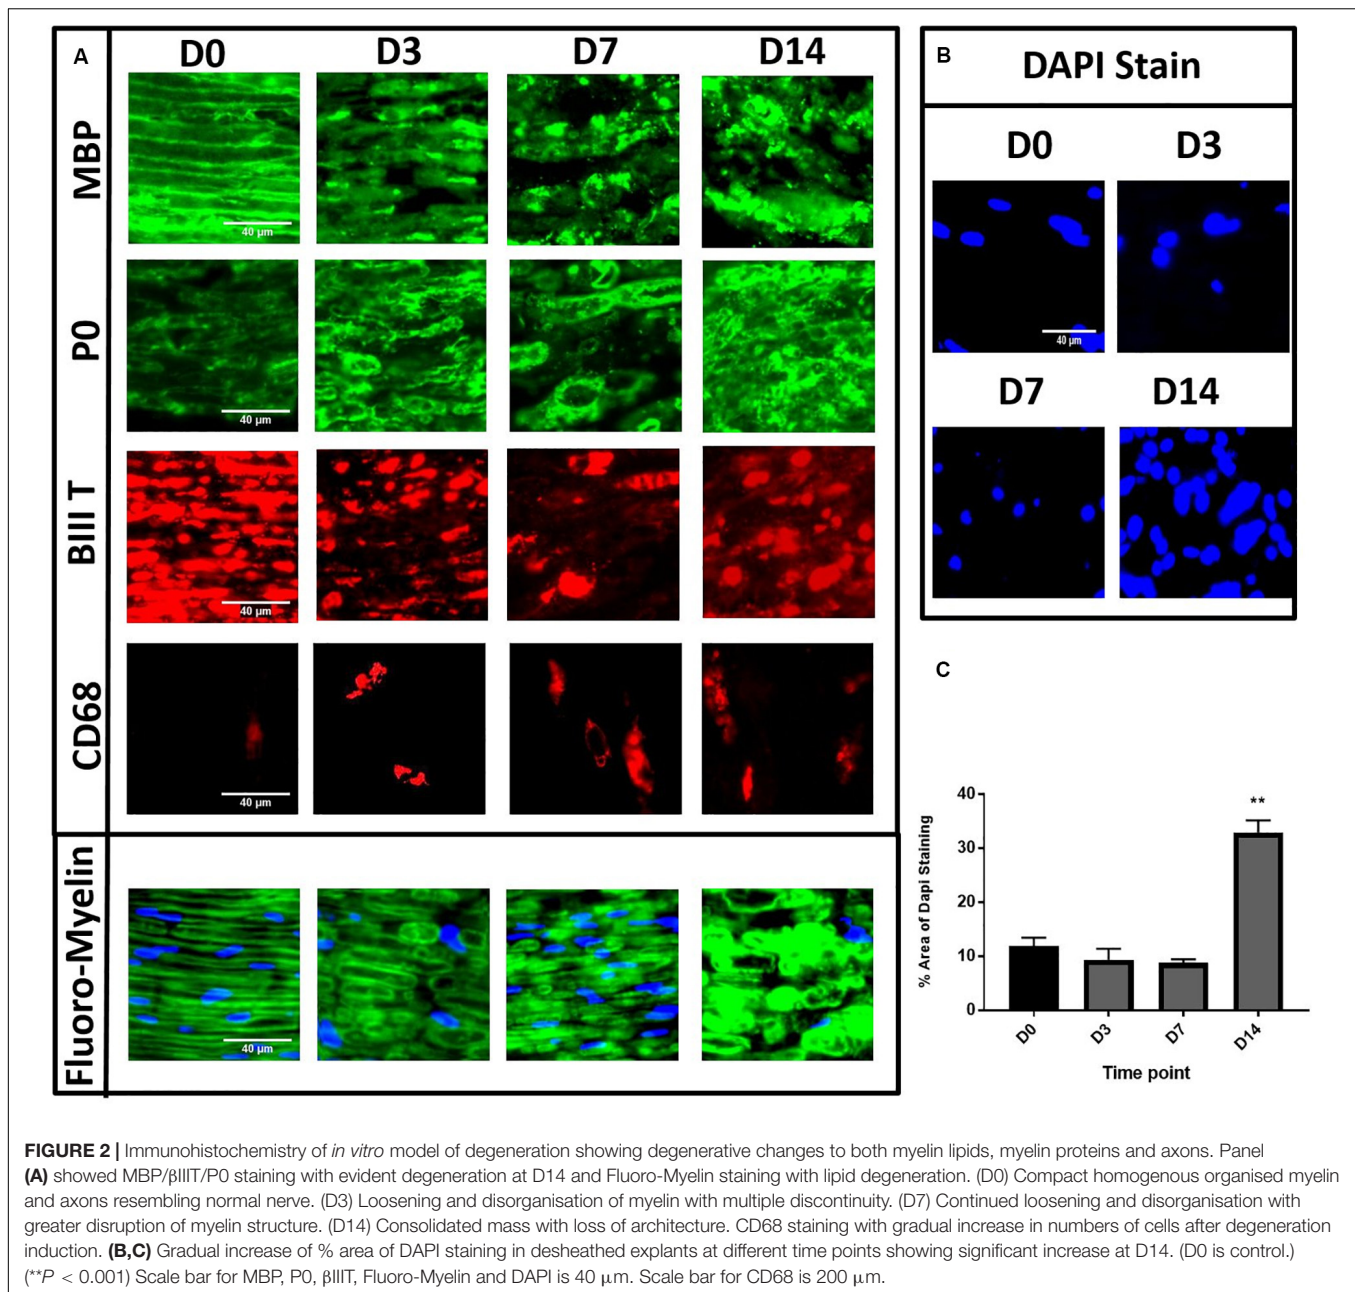 A
D0 D3 D7 D14
MBP
40 µm
P0
40 µm
BIII T
40 µm
CD68
40 µm
Fluoro-Myelin
40 µm
B
DAPI Stain
D0 D3
40 µm
D7 D14
C
% Area of Dapi Staining
40
30
20
10
0
**
D0 D3 D7 D14
Time point
FIGURE 2 | Immunohistochemistry of in vitro model of degeneration showing degenerative changes to both myelin lipids, myelin proteins and axons. Panel
(A) showed MBP/βIIIT/P0 staining with evident degeneration at D14 and Fluoro-Myelin staining with lipid degeneration. (D0) Compact homogenous organised myelin
and axons resembling normal nerve. (D3) Loosening and disorganisation of myelin with multiple discontinuity. (D7) Continued loosening and disorganisation with
greater disruption of myelin structure. (D14) Consolidated mass with loss of architecture. CD68 staining with gradual increase in numbers of cells after degeneration
induction. (B,C) Gradual increase of % area of DAPI staining in desheathed explants at different time points showing significant increase at D14. (D0 is control.)
(**P < 0.001) Scale bar for MBP, P0, βIIIT, Fluoro-Myelin and DAPI is 40 µm. Scale bar for CD68 is 200 µm.